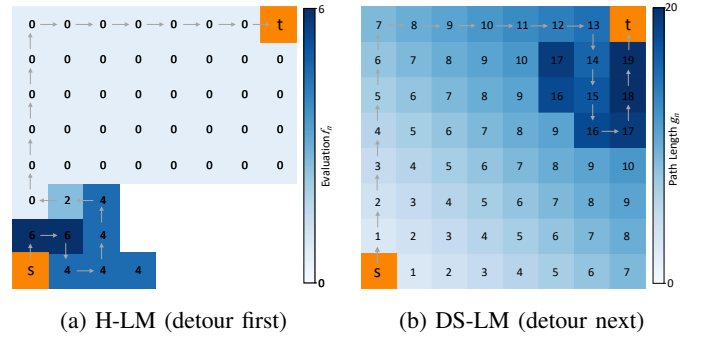 0 0 0 0 0 0 0 t
0 0 0 0 0 0 0 0
0 0 0 0 0 0 0 0
0 0 0 0 0 0 0 0
0 0 0 0 0 0 0 0
0 2 4
6 6 4
S 4 4 4
6
Evaluation fₙ
0
(a) H-LM (detour first)
7 8 9 10 11 12 13 t
6 7 8 9 10 17 14 19
5 6 7 8 9 16 15 18
4 5 6 7 8 9 16 17
3 4 5 6 7 8 9 10
2 3 4 5 6 7 8 9
1 2 3 4 5 6 7 8
S 1 2 3 4 5 6 7
20
Path Length gₙ
0
(b) DS-LM (detour next)